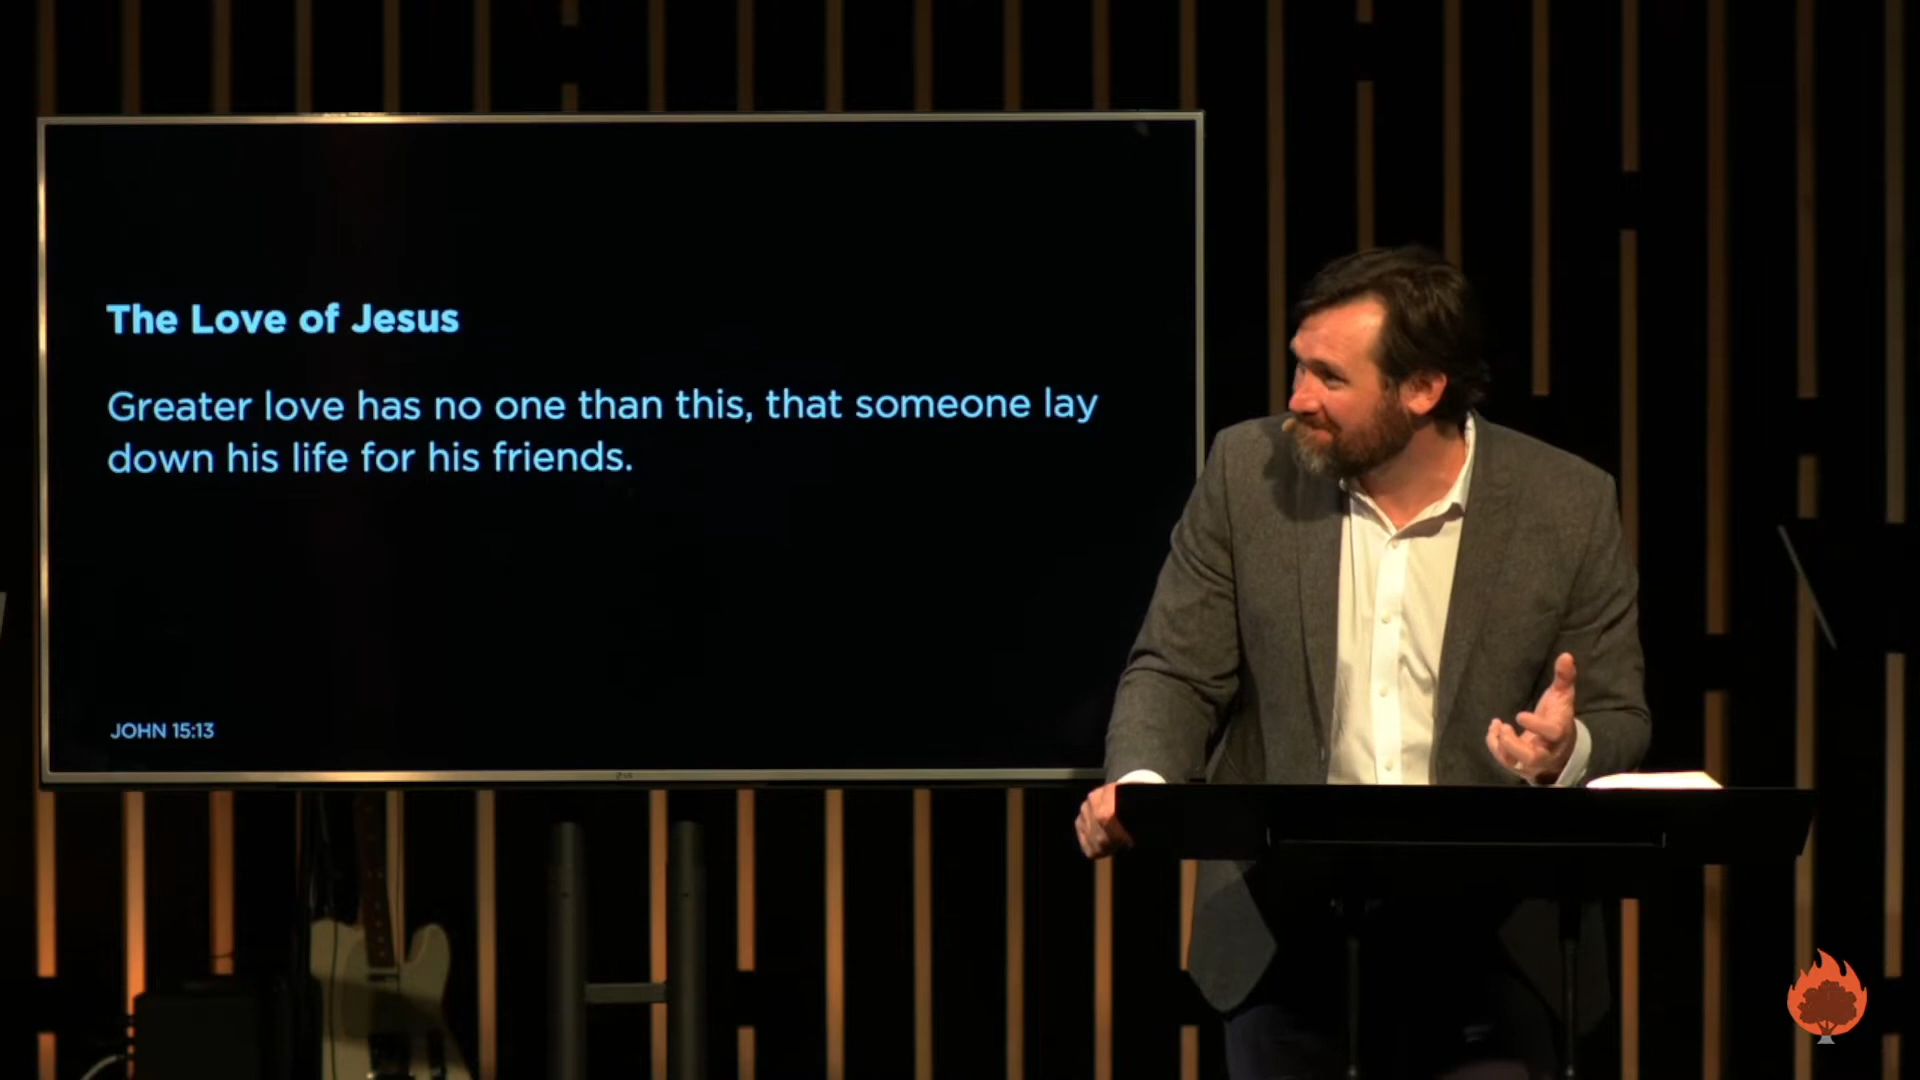 The Love of Jesus
Greater love has no one than this, that someone lay
down his life for his friends.
JOHN 15:13
LG